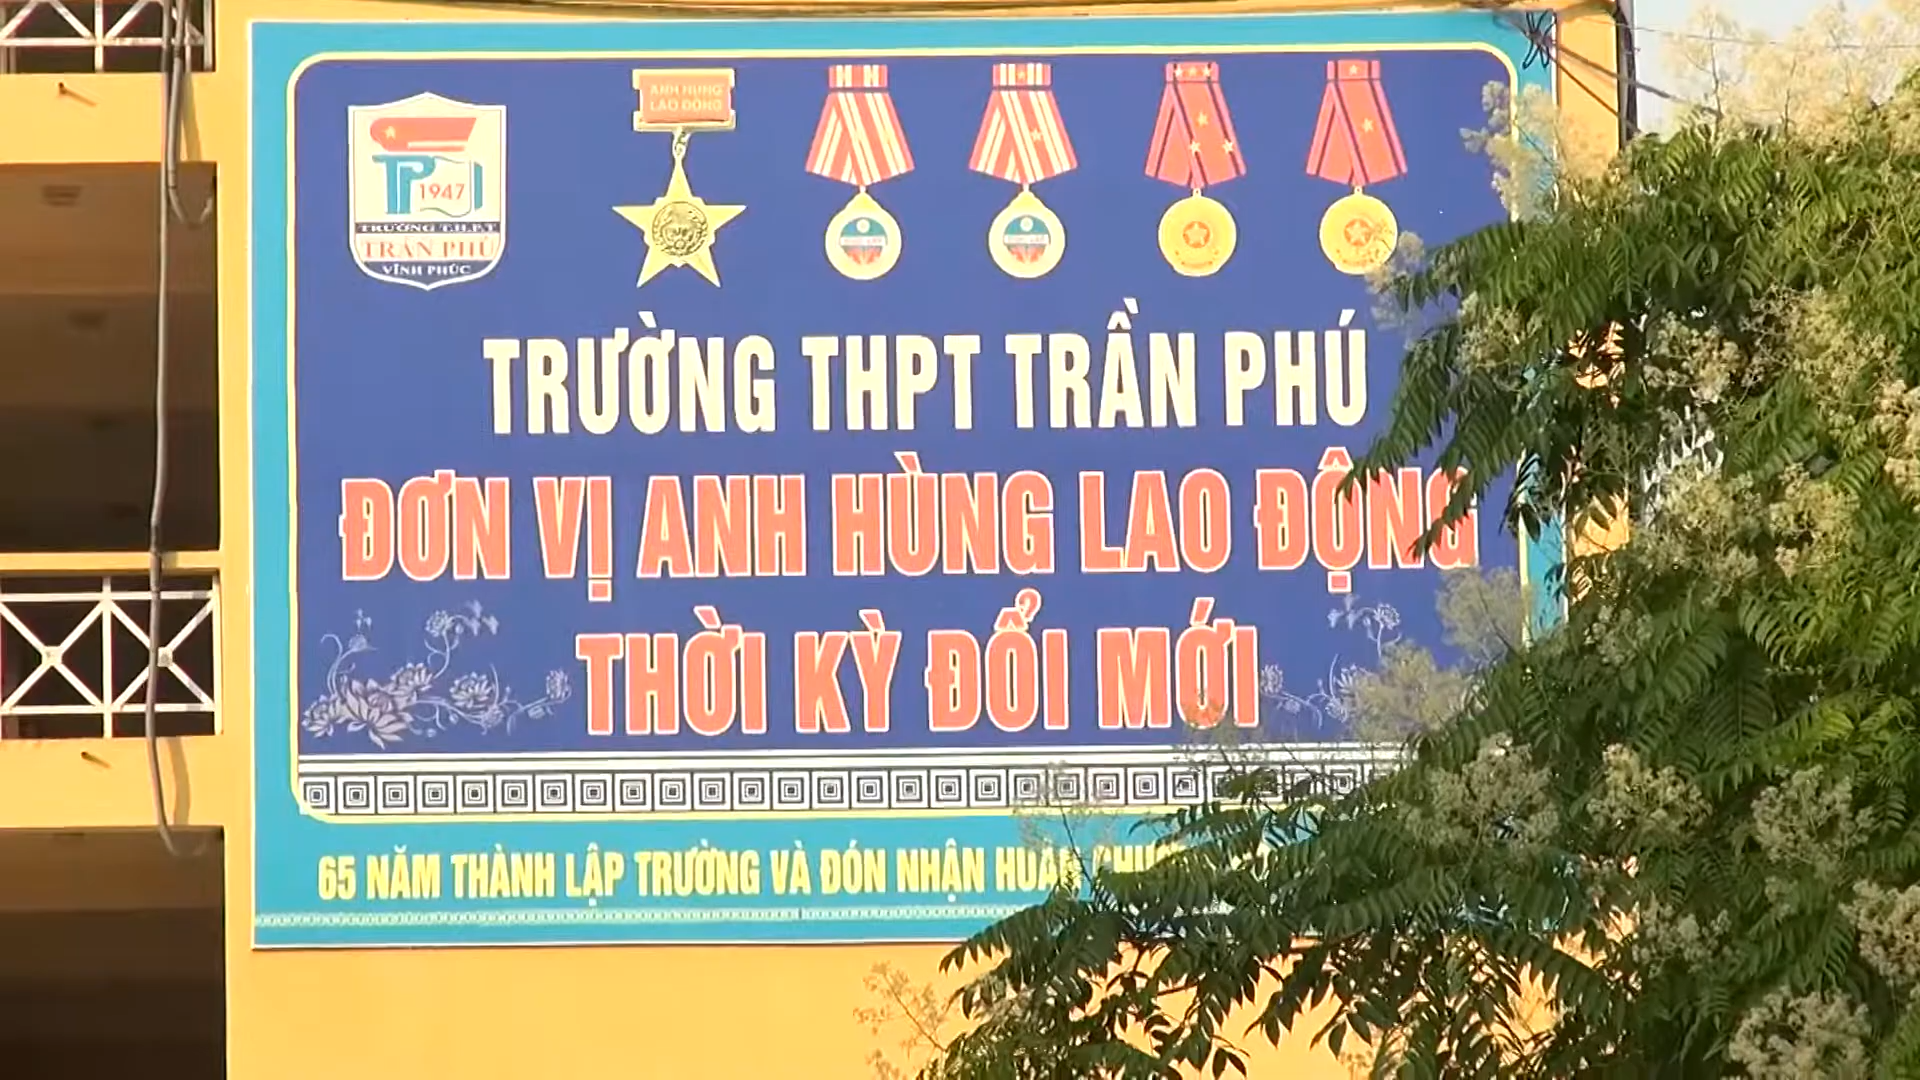 ANH HÙNG
LAO ĐỘNG
1947
TRƯỜNG T.H.P.T
TRẦN PHÚ
VĨNH PHÚC
TRƯỜNG THPT TRẦN PHÚ
ĐƠN VỊ ANH HÙNG LAO ĐỘNG
THỜI KỲ ĐỔI MỚI
65 NĂM THÀNH LẬP TRƯỜNG VÀ ĐÓN NHẬN HUÂN